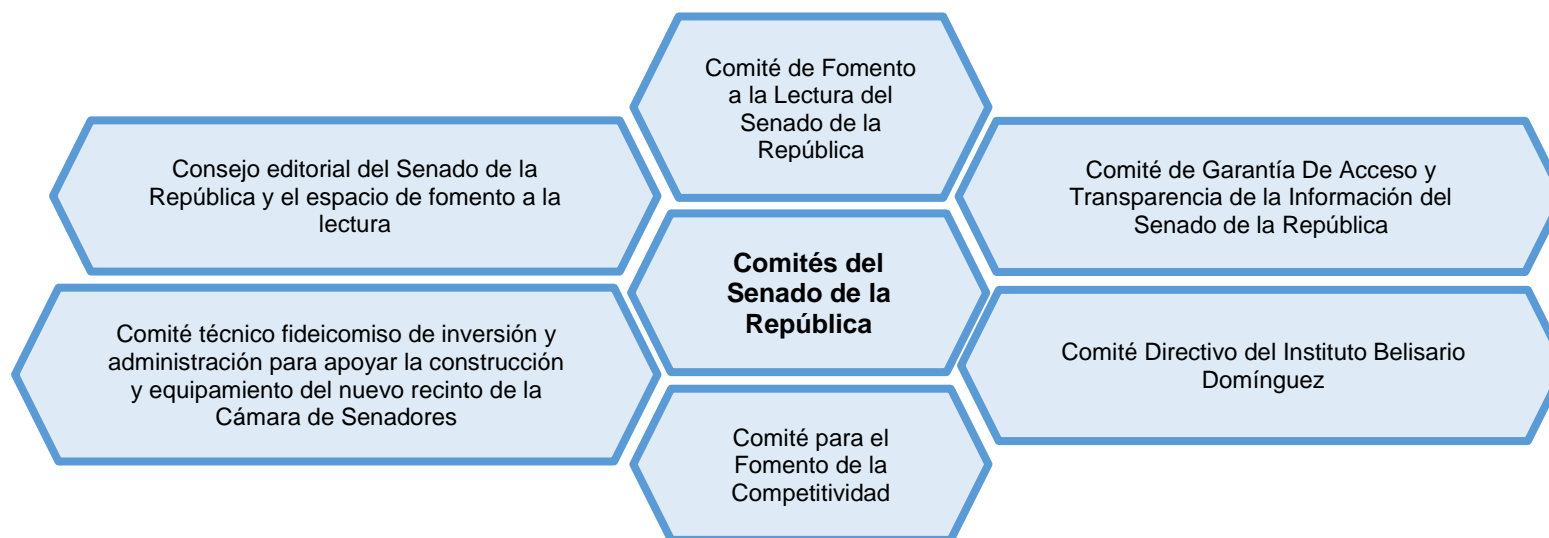 Comité de Fomento
a la Lectura del
Senado de la
República
Consejo editorial del Senado de la
República y el espacio de fomento a la
lectura
Comité de Garantía De Acceso y
Transparencia de la Información del
Senado de la República
Comités del
Senado de la
República
Comité técnico fideicomiso de inversión y
administración para apoyar la construcción
y equipamiento del nuevo recinto de la
Cámara de Senadores
Comité Directivo del Instituto Belisario
Domínguez
Comité para el
Fomento de la
Competitividad